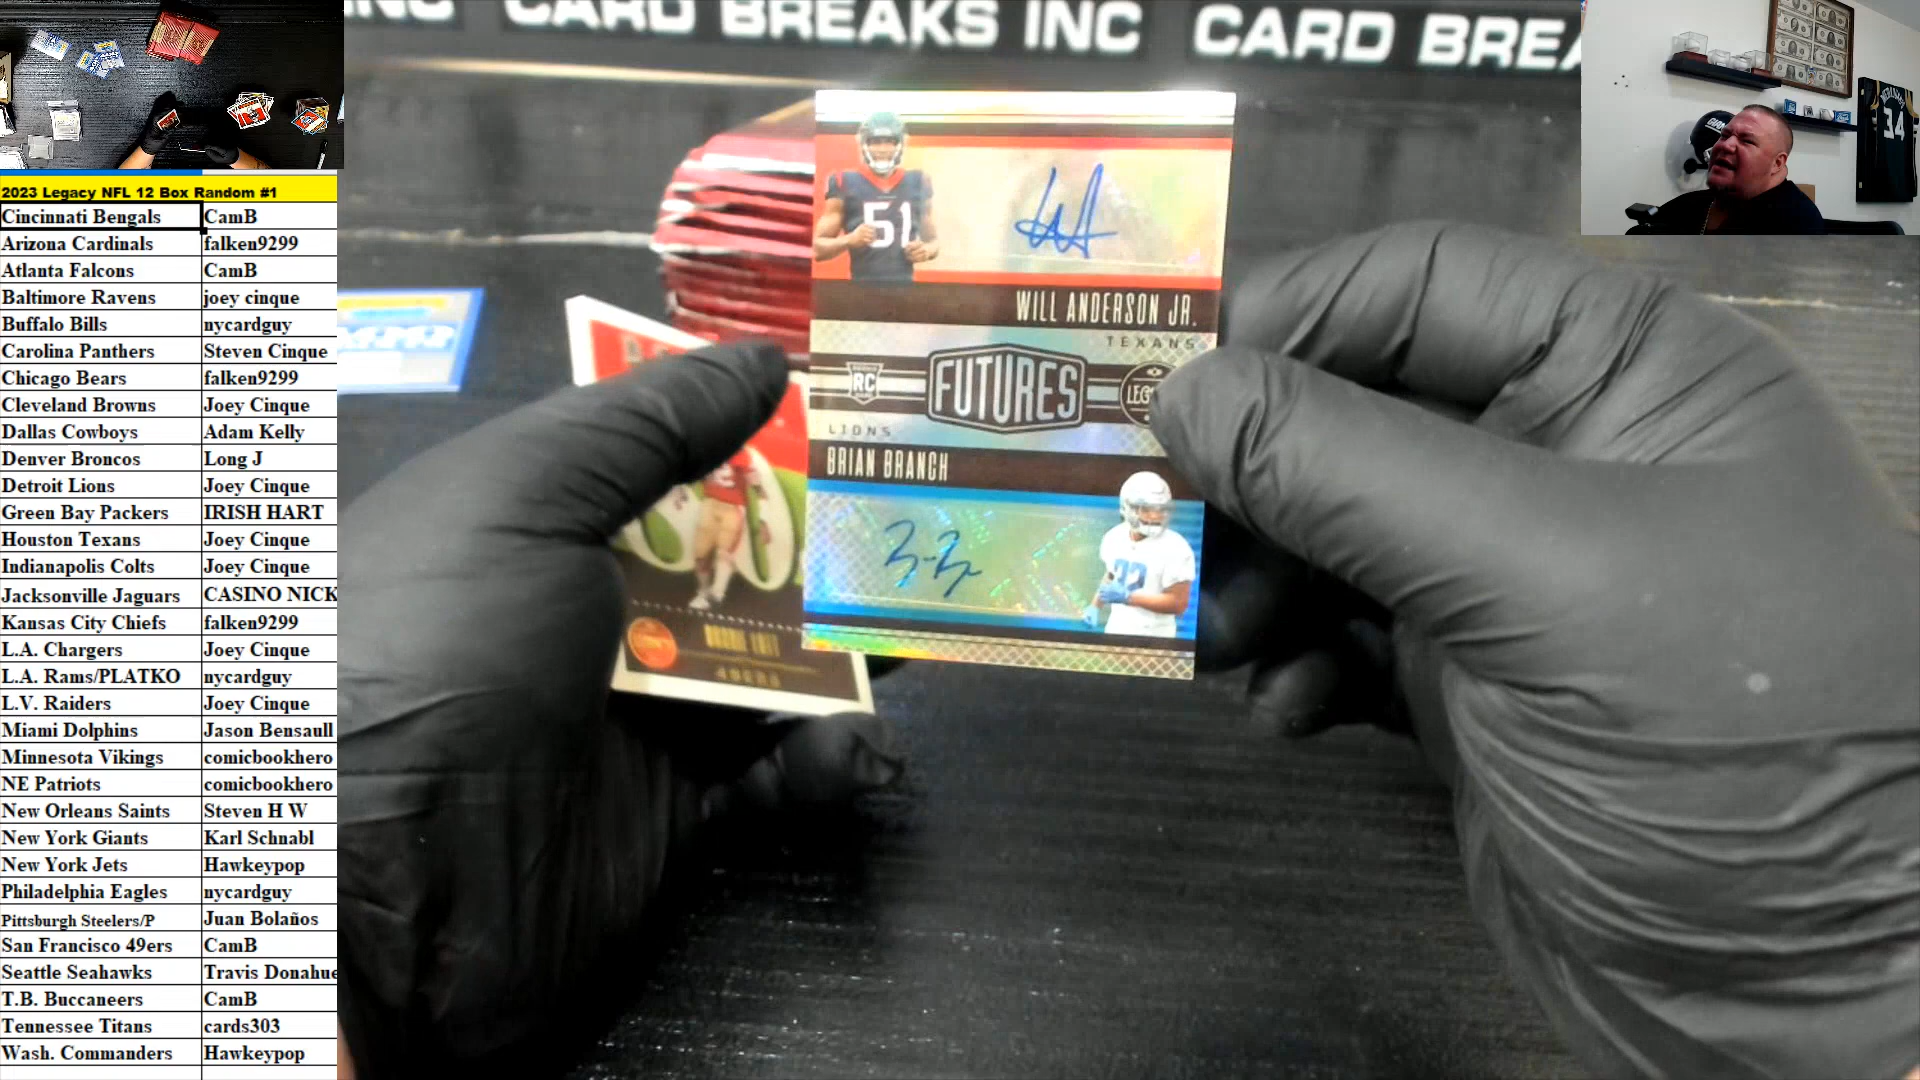 INC CARD BREAKS INC CARD BREA
2023 Legacy NFL 12 Box Random #1
Cincinnati Bengals CamB
Arizona Cardinals falken9299
Atlanta Falcons CamB
Baltimore Ravens joey cinque
Buffalo Bills nycardguy
Carolina Panthers Steven Cinque
Chicago Bears falken9299
Cleveland Browns Joey Cinque
Dallas Cowboys Adam Kelly
Denver Broncos Long J
Detroit Lions Joey Cinque
Green Bay Packers IRISH HART
Houston Texans Joey Cinque
Indianapolis Colts Joey Cinque
Jacksonville Jaguars CASINO NICK
Kansas City Chiefs falken9299
L.A. Chargers Joey Cinque
L.A. Rams/PLATKO nycardguy
L.V. Raiders Joey Cinque
Miami Dolphins Jason Bensaull
Minnesota Vikings comicbookhero
NE Patriots comicbookhero
New Orleans Saints Steven H W
New York Giants Karl Schnabl
New York Jets Hawkeypop
Philadelphia Eagles nycardguy
Pittsburgh Steelers/P Juan Bolaños
San Francisco 49ers CamB
Seattle Seahawks Travis Donahue
T.B. Buccaneers CamB
Tennessee Titans cards303
Wash. Commanders Hawkeypop
51
WILL ANDERSON JR.
TEXANS
RC
FUTURES
LEG
LIONS
BRIAN BRANCH
32
49ERS
GIANTS
34